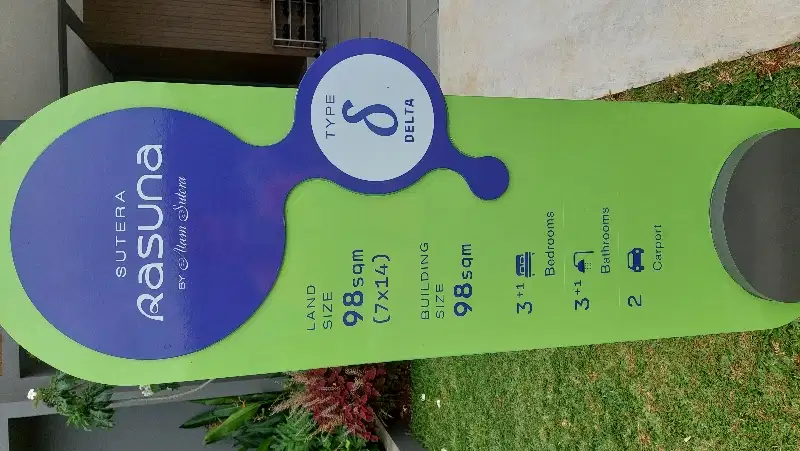 SUTERA
Rasuna
BY Alam Sutera
TYPE
δ
DELTA
LAND
SIZE
98sqm
(7x14)
BUILDING
SIZE
98sqm
3+1 Bedrooms
3+1 Bathrooms
2 Carport